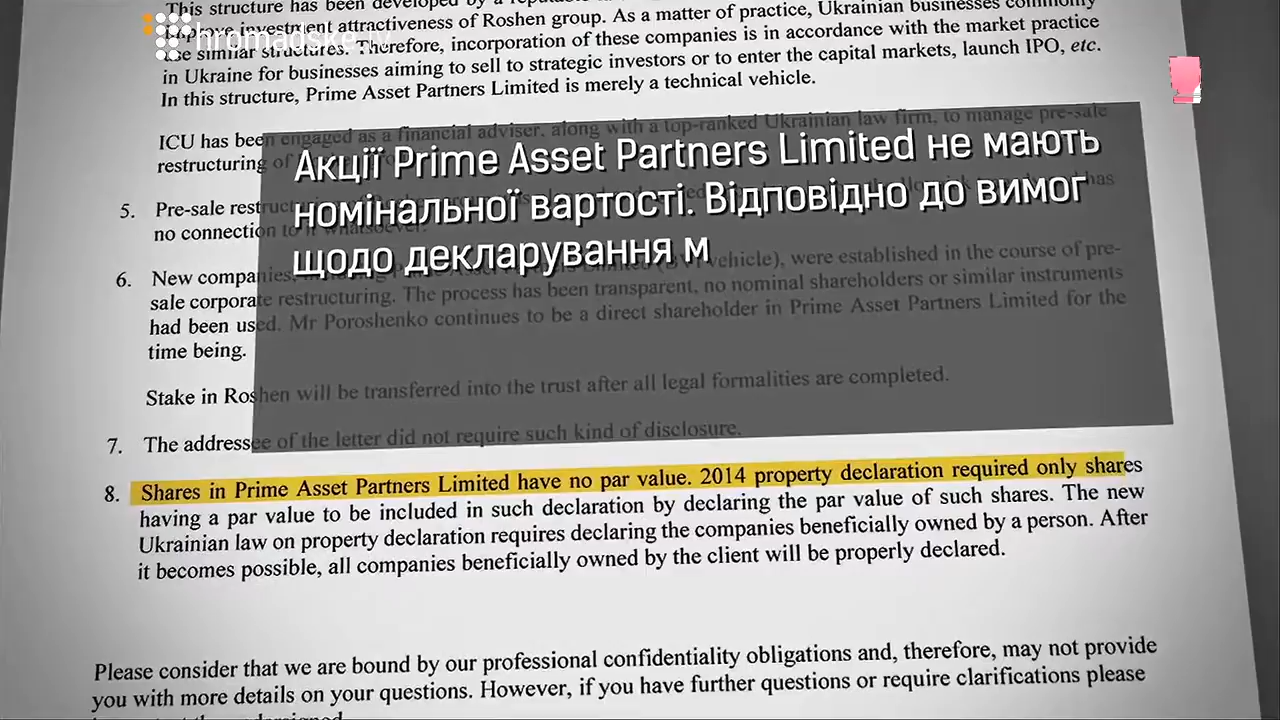 This structure has been developed by a
improve investment attractiveness of Roshen group. As a matter of practice, Ukrainian businesses commonly
hromadske.tv
use similar structures. Therefore, incorporation of these companies is in accordance with the market practice
in Ukraine for businesses aiming to sell to strategic investors or to enter the capital markets, launch IPO, etc.
In this structure, Prime Asset Partners Limited is merely a technical vehicle.
ICU has been engaged as a financial adviser, along with a top-ranked Ukrainian law firm, to manage pre-sale
restructuring of
Акції Prime Asset Partners Limited не мають
номінальної вартості. Відповідно до вимог
щодо декларування м
5. Pre-sale
has
no connection to it whatsoever.
6. New companies,
vehicle), were established in the course of pre-
sale corporate restructuring. The process has been transparent, no nominal shareholders or similar instruments
had been used. Mr Poroshenko continues to be a direct shareholder in Prime Asset Partners Limited for the
time being.
Stake in Roshen will be transferred into the trust after all legal formalities are completed.
7. The addressee of the letter did not require such kind of disclosure.
8. Shares in Prime Asset Partners Limited have no par value. 2014 property declaration required only shares
having a par value to be included in such declaration by declaring the par value of such shares. The new
Ukrainian law on property declaration requires declaring the companies beneficially owned by a person. After
it becomes possible, all companies beneficially owned by the client will be properly declared.
Please consider that we are bound by our professional confidentiality obligations and, therefore, may not provide
you with more details on your questions. However, if you have further questions or require clarifications please